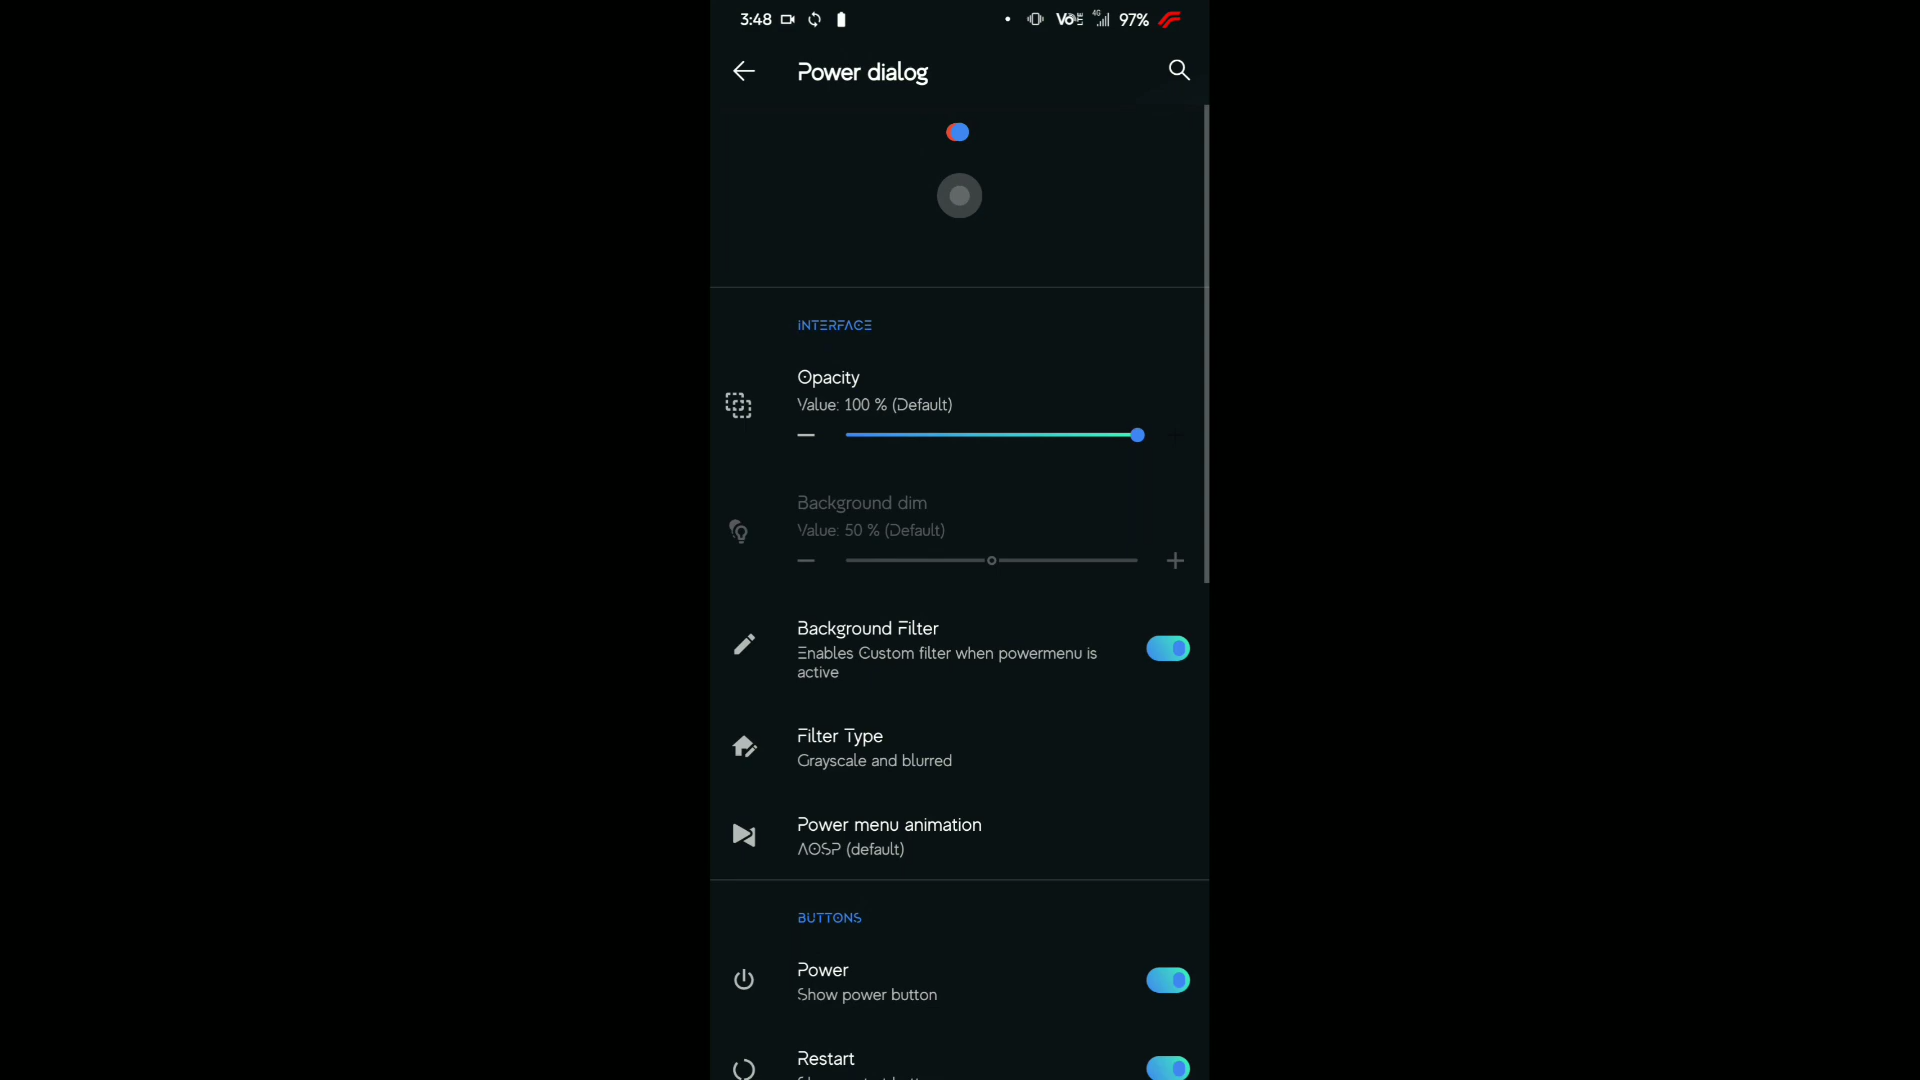 3:48
4G
97%
Power dialog
INTERFACE
Opacity
Value: 100 % (Default)
Background dim
Value: 50 % (Default)
Background Filter
Enables Custom filter when powermenu is
active
Filter Type
Grayscale and blurred
Power menu animation
AOSP (default)
BUTTONS
Power
Show power button
Restart